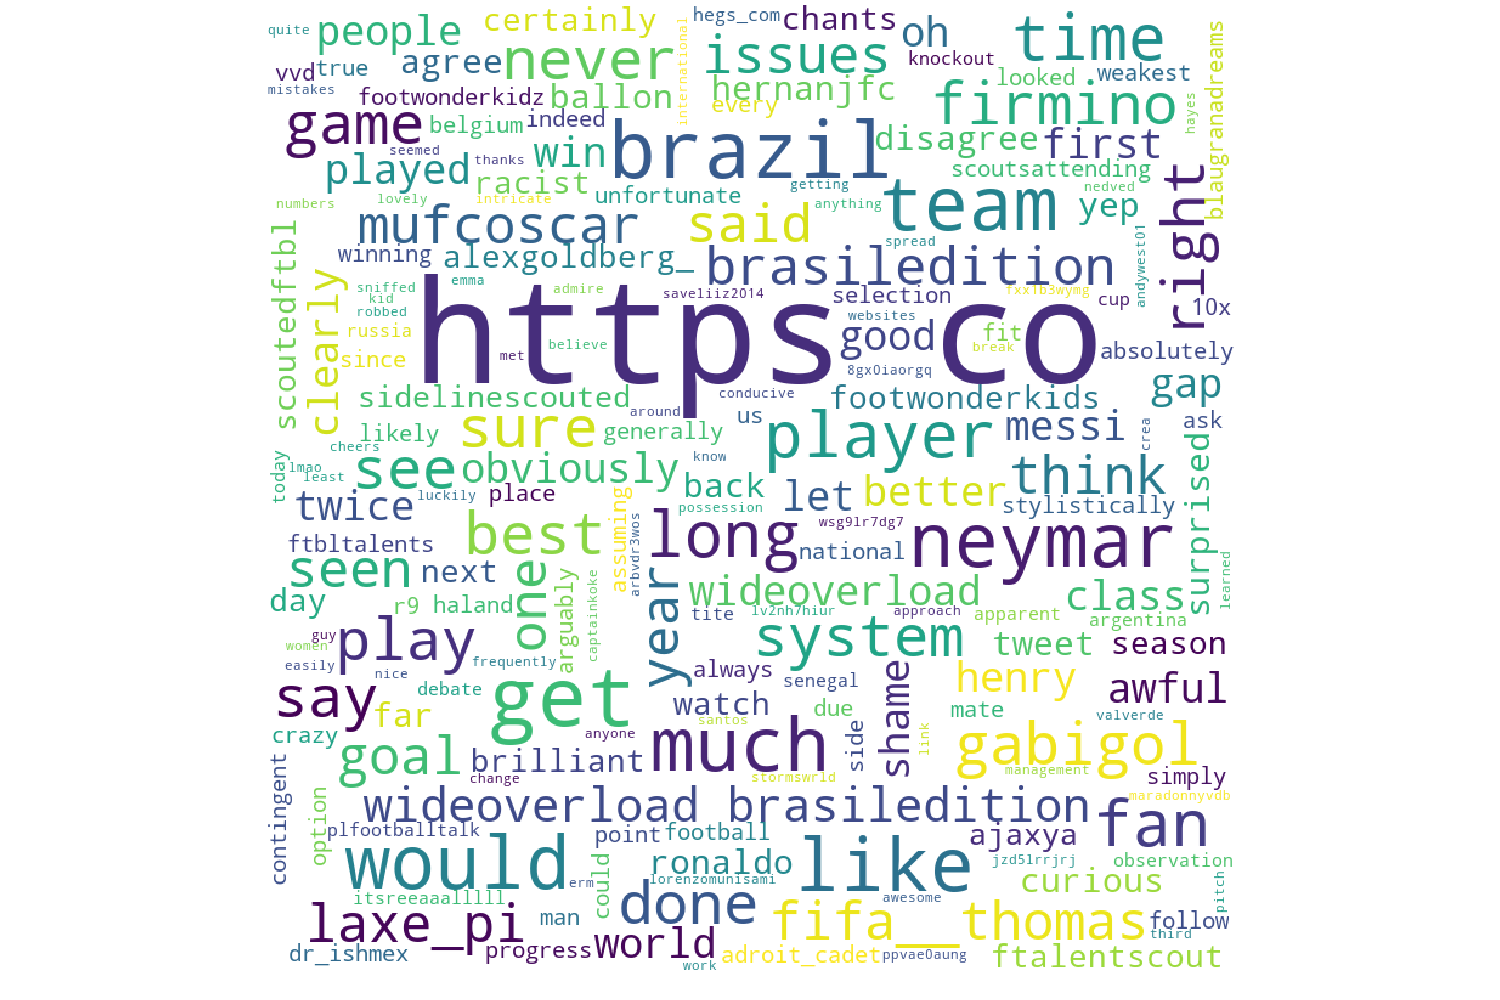 quite people certainly hegs_com chants oh time
vvd true agree never issues knockout looked weakest
mistakes footwonderkidz ballon international every hernanjfc firmino blaugranadreams
game belgium indeed brazil disagree first hayes
seemed played thanks win scoutsattending
racist unfortunate getting team nedved yep right
numbers lovely intricate anything
mufcoscar said spread andywest01
scoutedftbl winning alexgoldberg_ brasiledition
clearly sniffed emma admire save1iiz2014 selection fxx1b3wymg cup 10x
kid robbed https co websites
russia good fit
since met believe break absolutely
8gx0iaorgq gap
sidelinescouted conducive footwonderkids
likely sure around us player messi crea ask
cheers generally
today lmao see obviously know think surprised
least back let better
twice luckily place possession stylistically
ftbltalents best assuming arbvdr3wos long wsg9lr7dg7 national neymar
seen next one learned
day r9 haland arguably captainkoke year wideoverload class
tite lv2nh7hiur approach apparent argentina
guy play system tweet season
women easily frequently always
nice senegal henry
say debate get watch shame awful
far santos due mate valverde
crazy anyone side link
goal brilliant much gabigol
contingent change stormswrld management simply
option wideoverload brasiledition maradonnyvdb
plfootballtalk point football ajaxya fan
would ronaldo like jzd51rrjrj observation
itsreeaaalllll erm could lorenzomunisami curious pitch
awesome
laxe_pi man done fifa__thomas follow
dr_ishmex progress world third
work adroit_cadet ppvae0aung ftalentscout